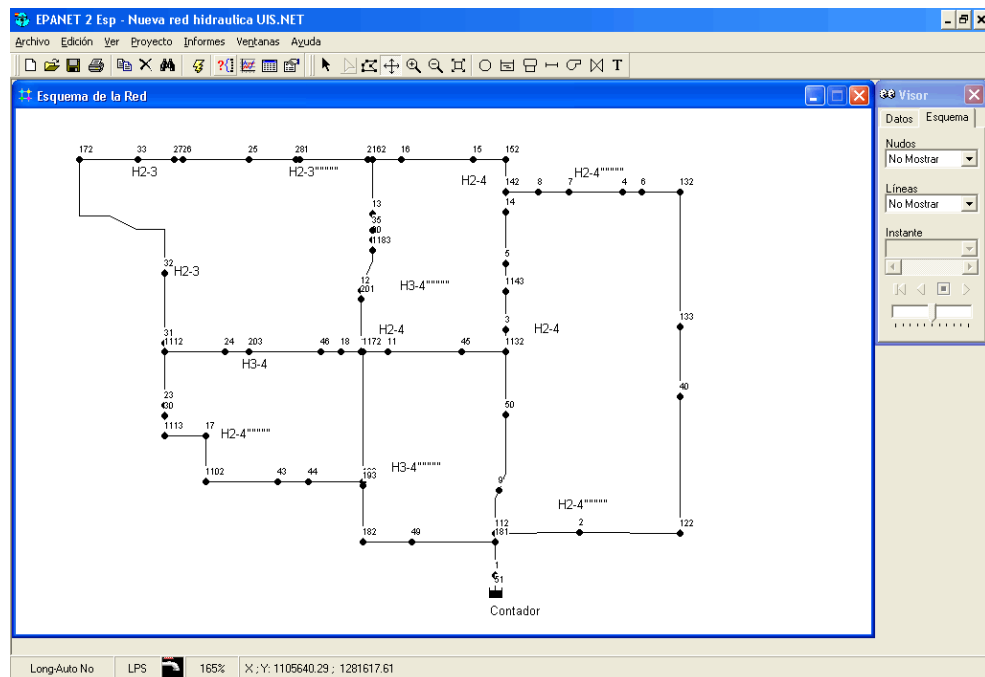 EPANET 2 Esp - Nueva red hidraulica UIS.NET
Archivo Edición Ver Proyecto Informes Ventanas Ayuda
T
Esquema de la Red
Visor
Datos Esquema
Nudos
No Mostrar
Líneas
No Mostrar
Instante
172 33 2726 25 281 2162 16 15 152
H2-3 H2-3"""""
H2-4 142 8 7 H2-4""""" 4 6 132
13 14
35
1183
32 H2-3 5
12 H3-4""""" 1143
201
133
31 H2-4 3 H2-4
1112 24 203 46 18 1172 11 45 1132
H3-4
23 40
30 50
1113 17 H2-4"""""
1102 43 44 193 H3-4"""""
9
H2-4"""""
182 49 112 2 122
181
1
51
Contador
Long-Auto No LPS 165% X ; Y: 1105640.29 ; 1281617.61